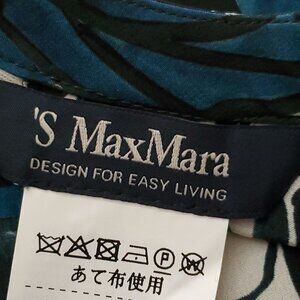 'S MaxMara
DESIGN FOR EASY LIVING
P
あて布使用